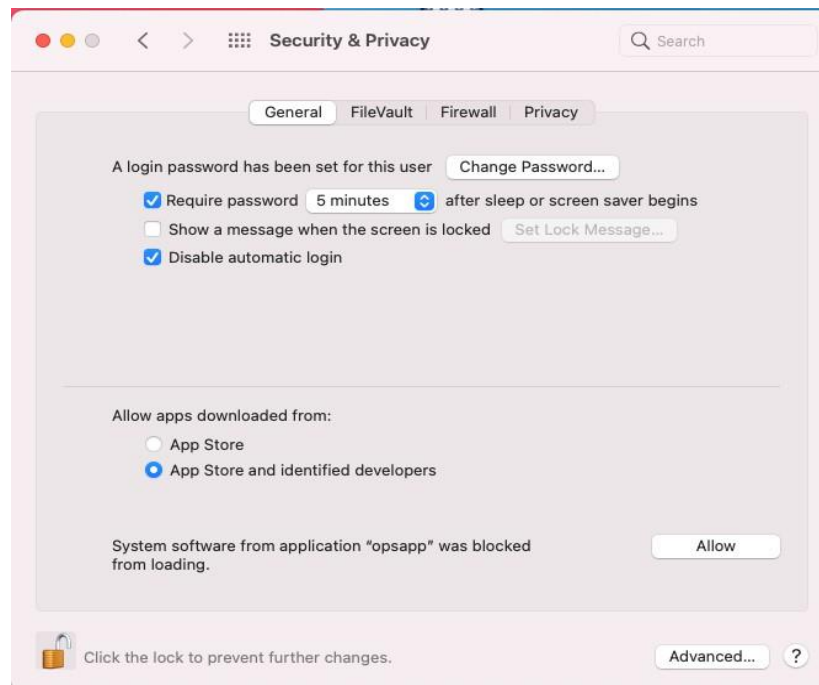 Security & Privacy
Search
General FileVault Firewall Privacy
A login password has been set for this user Change Password...
Require password 5 minutes after sleep or screen saver begins
Show a message when the screen is locked Set Lock Message...
Disable automatic login
Allow apps downloaded from:
App Store
App Store and identified developers
System software from application “opsapp” was blocked Allow
from loading.
Click the lock to prevent further changes. Advanced... ?